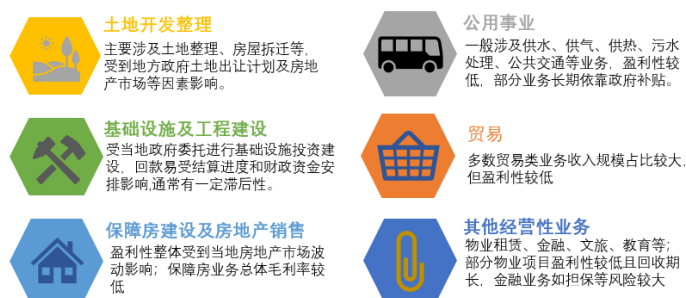 土地开发整理
主要涉及土地整理、房屋拆迁等，
受到地方政府土地出让计划及房地
产市场等因素影响。
公用事业
一般涉及供水、供气、供热、污水
处理、公共交通等业务，盈利性较
低，部分业务长期依靠政府补贴。
基础设施及工程建设
受当地政府委托进行基础设施投资建
设，回款易受结算进度和财政资金安
排影响,通常有一定滞后性。
贸易
多数贸易类业务收入规模占比较大，
但盈利性较低
保障房建设及房地产销售
盈利性整体受到当地房地产市场波
动影响；保障房业务总体毛利率较
低
其他经营性业务
物业租赁、金融、文旅、教育等；
部分物业项目盈利性较低且回收期
长，金融业务如担保等风险较大